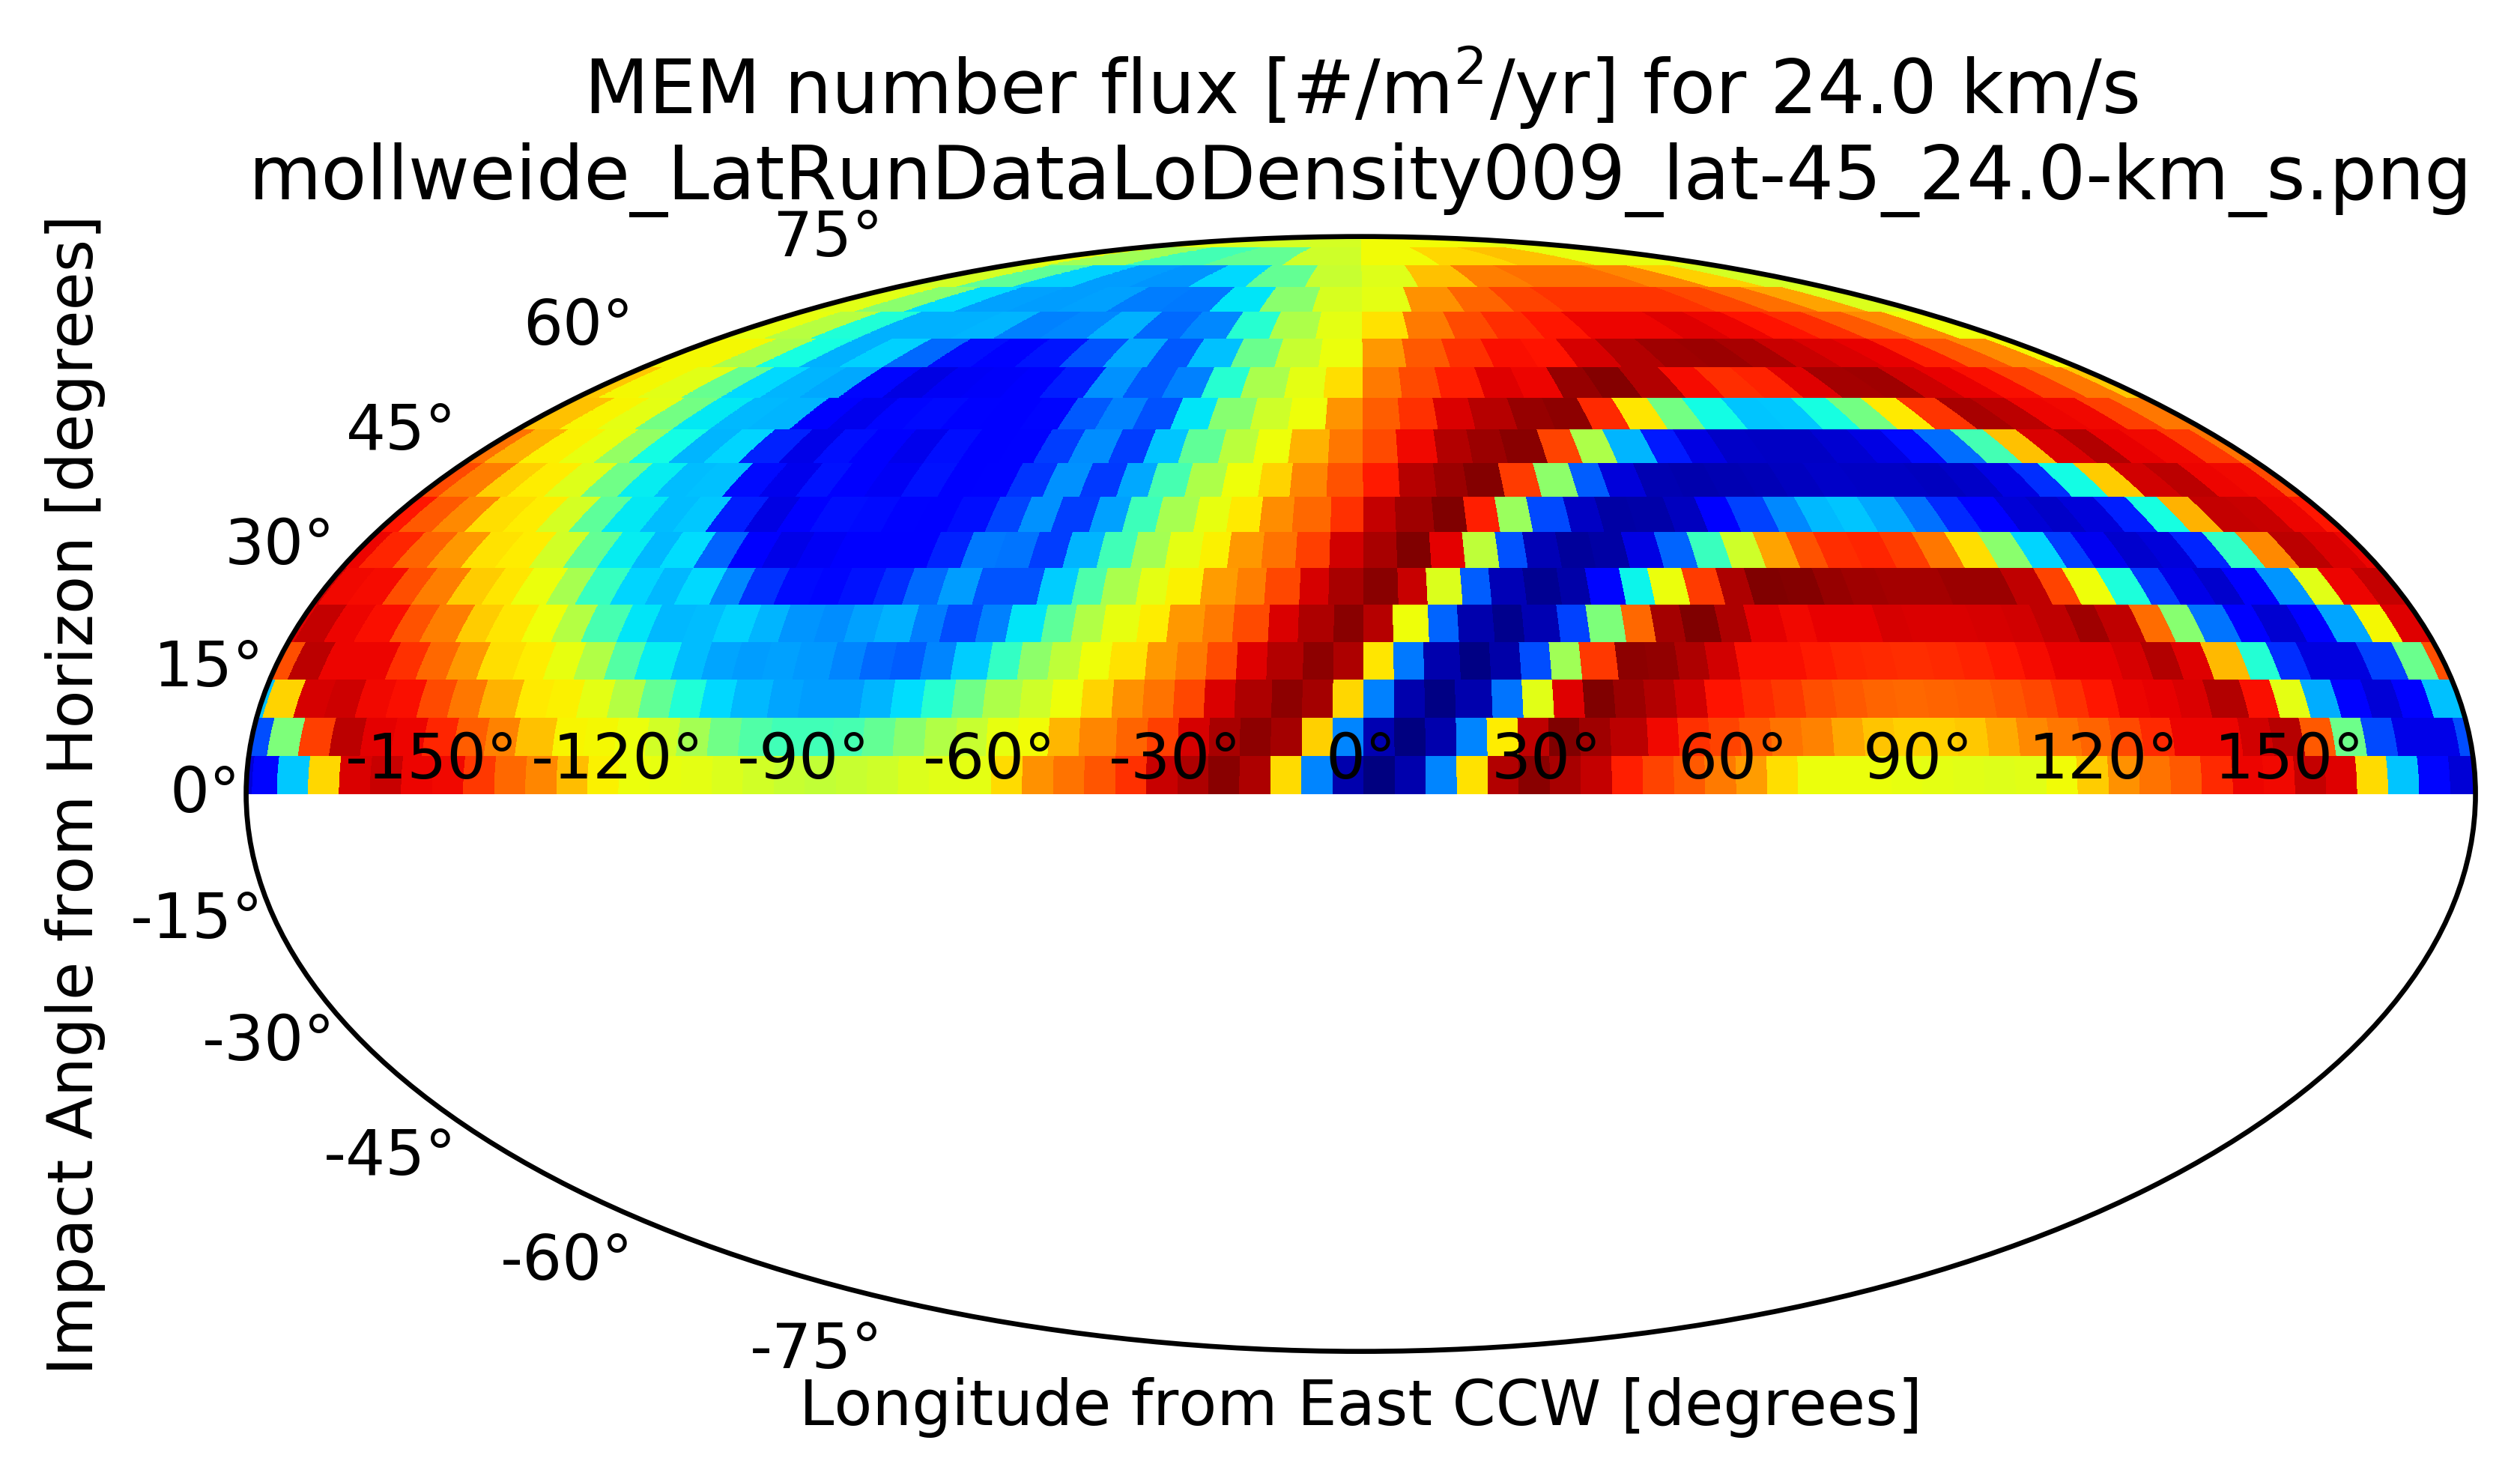 MEM number flux [#/m²/yr] for 24.0 km/s
mollweide_LatRunDataLoDensity009_lat-45_24.0-km_s.png
75°
60°
45°
30°
15°
0°
-15°
-30°
-45°
-60°
-75°
-150° -120° -90° -60° -30° 0° 30° 60° 90° 120° 150°
Impact Angle from Horizon [degrees]
Longitude from East CCW [degrees]